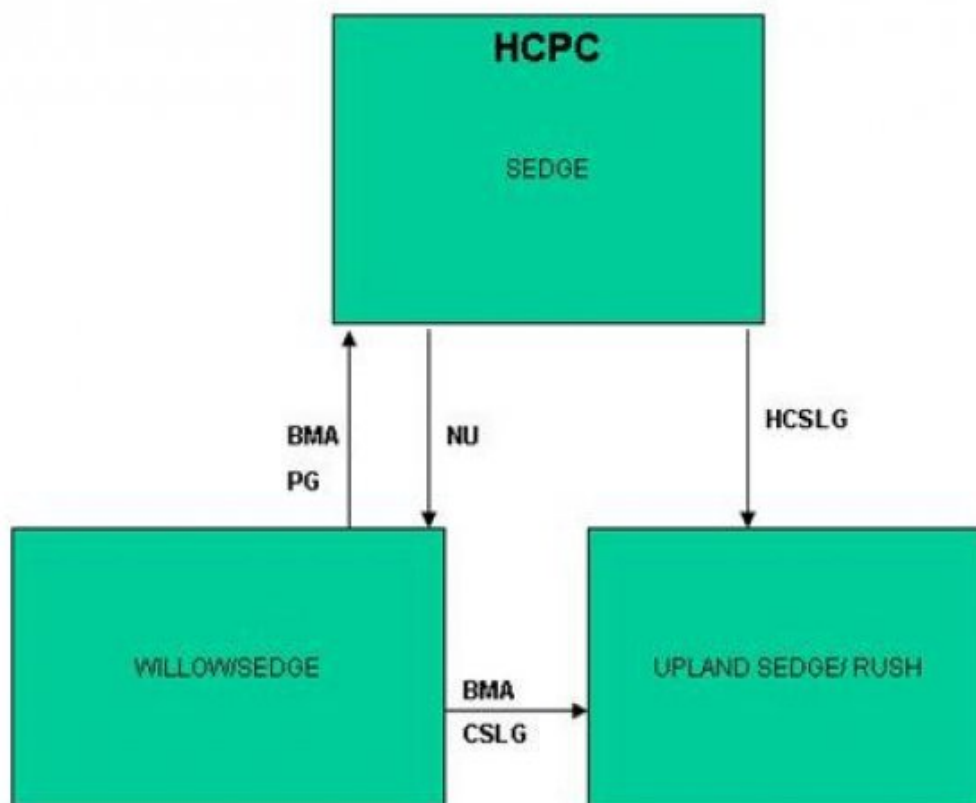 HCPC
SEDGE
BMA
PG
NU
HCSLG
WILLOW/SEDGE
BMA
CSLG
UPLAND SEDGE/ RUSH